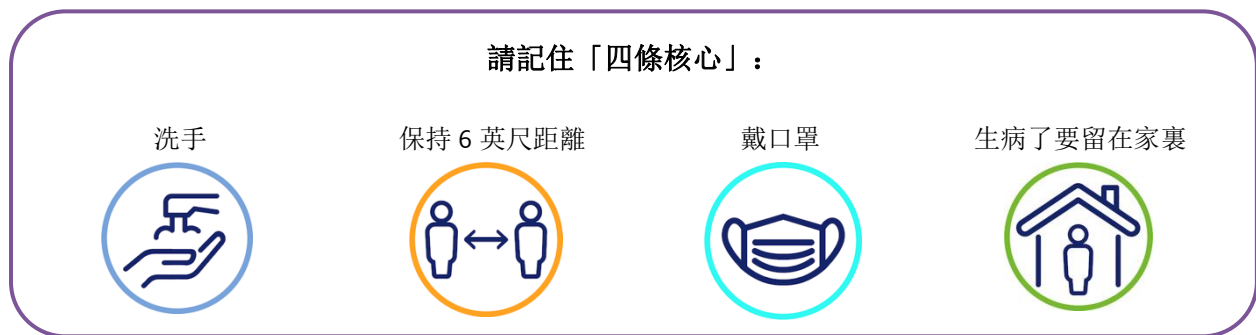 請記住「四條核心」：
洗手
保持 6 英尺距離
戴口罩
生病了要留在家裏